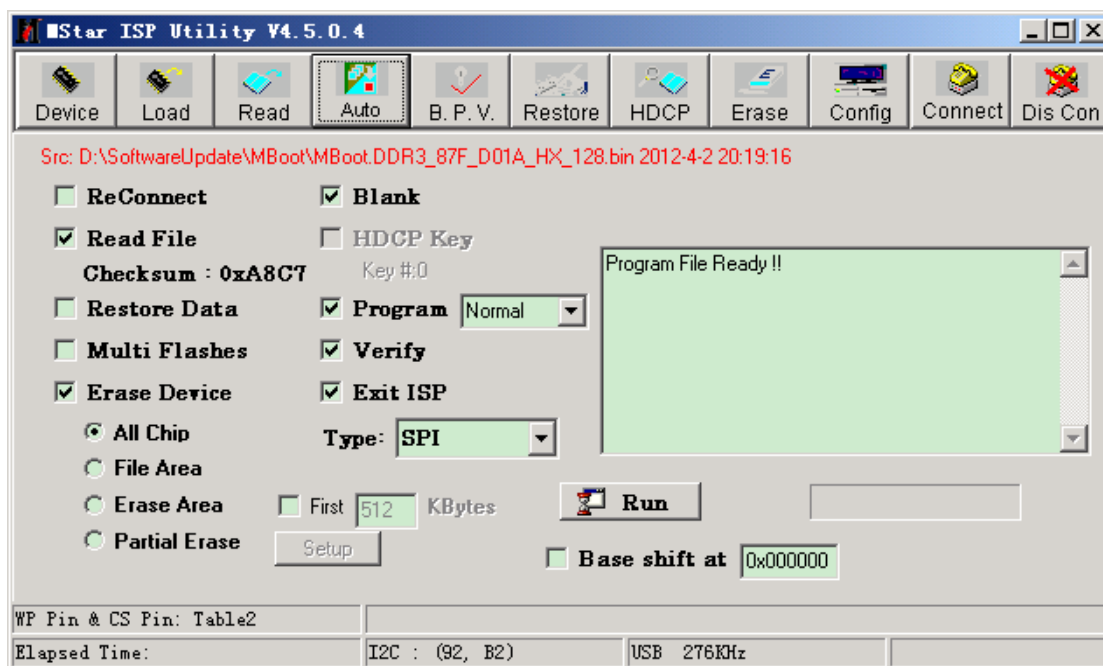 MStar ISP Utility V4.5.0.4
Device Load Read Auto B.P.V. Restore HDCP Erase Config Connect Dis Con
Src: D:\SoftwareUpdate\MBoot\MBoot.DDR3_87F_D01A_HX_128.bin 2012-4-2 20:19:16
ReConnect Blank
Read File HDCP Key
Checksum : 0xA8C7 Key #:0
Program File Ready !!
Restore Data Program Normal
Multi Flashes Verify
Erase Device Exit ISP
All Chip Type: SPI
File Area
Erase Area First 512 KBytes Run
Partial Erase Setup
Base shift at 0x000000
WP Pin & CS Pin: Table2
Elapsed Time: I2C : (92, B2) USB 276KHz